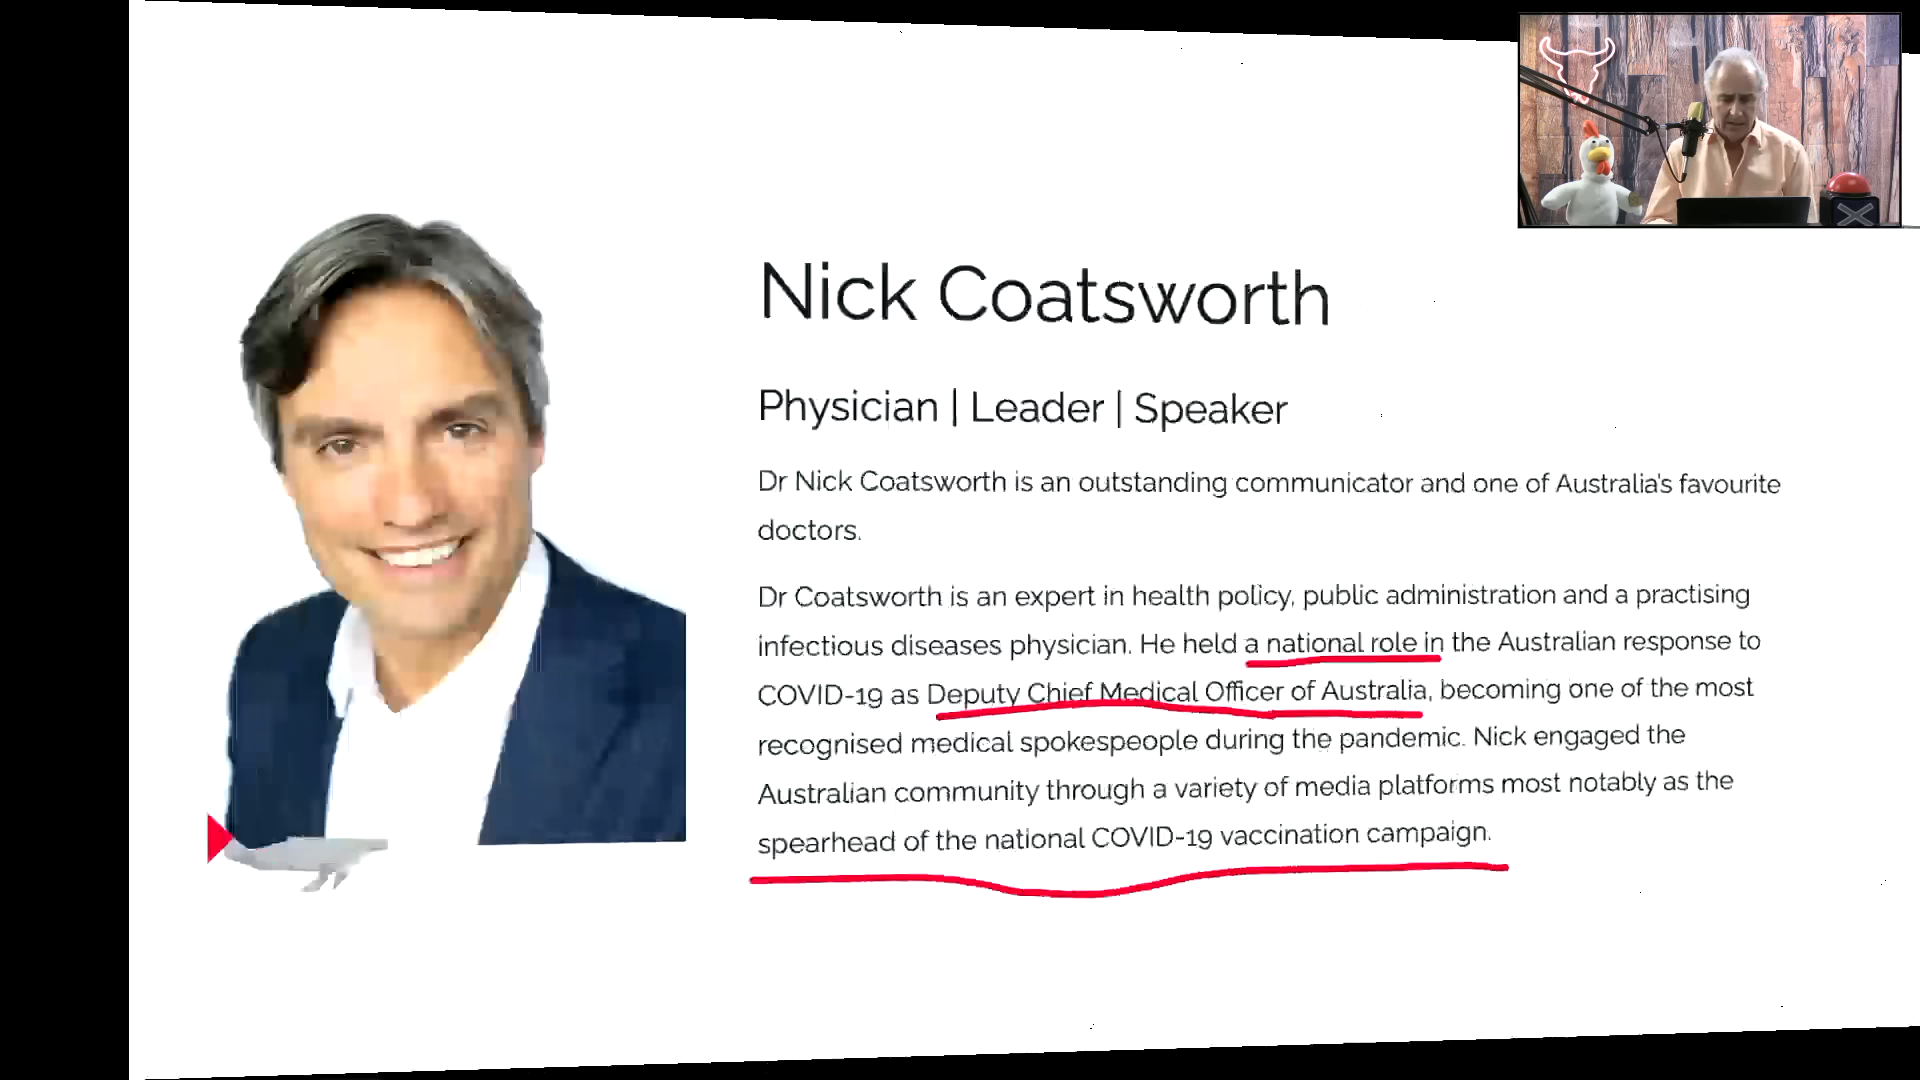 Nick Coatsworth
Physician | Leader | Speaker
Dr Nick Coatsworth is an outstanding communicator and one of Australia's favourite
doctors.
Dr Coatsworth is an expert in health policy, public administration and a practising
infectious diseases physician. He held a national role in the Australian response to
COVID-19 as Deputy Chief Medical Officer of Australia, becoming one of the most
recognised medical spokespeople during the pandemic. Nick engaged the
Australian community through a variety of media platforms most notably as the
spearhead of the national COVID-19 vaccination campaign.